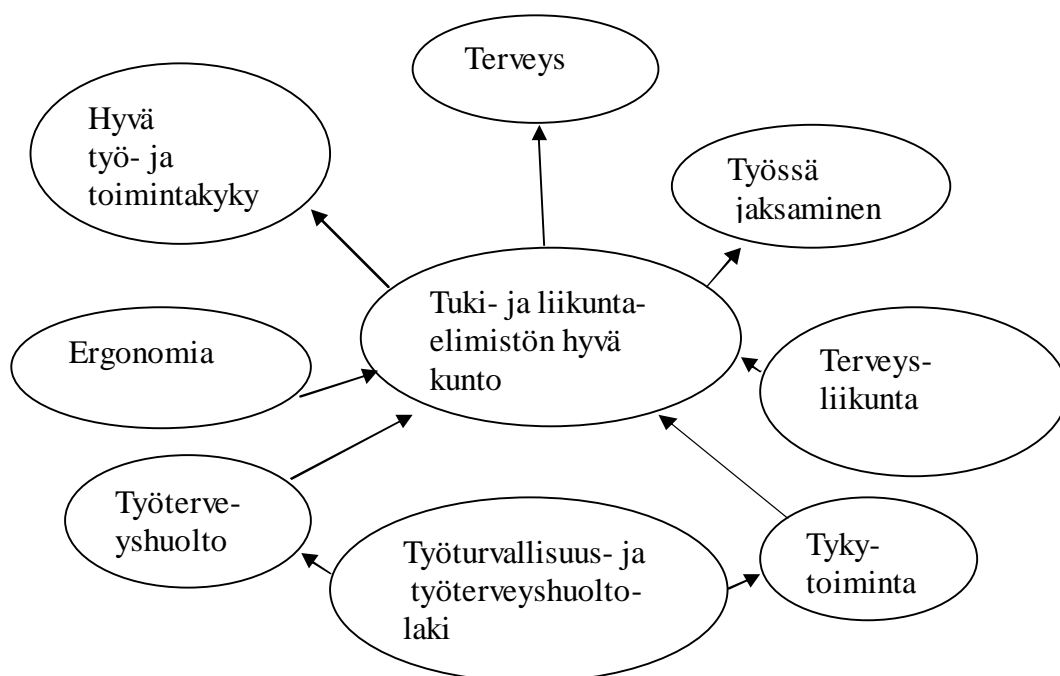 Terveys
Hyvä
työ- ja
toimintakyky
Työssä
jaksaminen
Tuki- ja liikunta-
elimistön hyvä
kunto
Ergonomia
Terveys-
liikunta
Työterve-
yshuolto
Työturvallisuus- ja
työterveyshuolto-
laki
Tyky-
toiminta